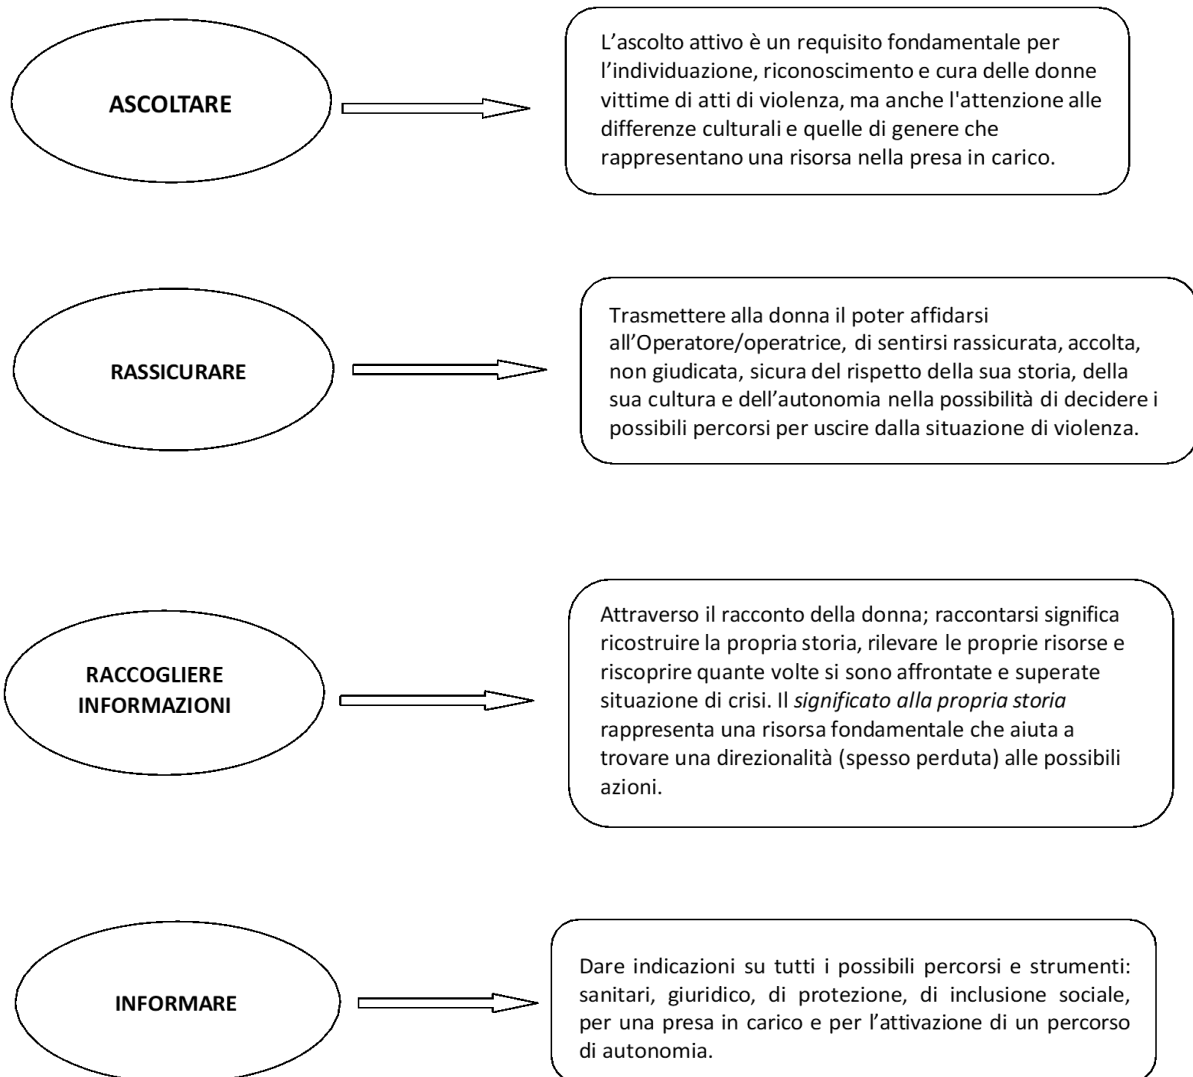 ASCOLTARE
L’ascolto attivo è un requisito fondamentale per
l’individuazione, riconoscimento e cura delle donne
vittime di atti di violenza, ma anche l'attenzione alle
differenze culturali e quelle di genere che
rappresentano una risorsa nella presa in carico.
RASSICURARE
Trasmettere alla donna il poter affidarsi
all’Operatore/operatrice, di sentirsi rassicurata, accolta,
non giudicata, sicura del rispetto della sua storia, della
sua cultura e dell’autonomia nella possibilità di decidere i
possibili percorsi per uscire dalla situazione di violenza.
RACCOGLIERE
INFORMAZIONI
Attraverso il racconto della donna; raccontarsi significa
ricostruire la propria storia, rilevare le proprie risorse e
riscoprire quante volte si sono affrontate e superate
situazione di crisi. Il significato alla propria storia
rappresenta una risorsa fondamentale che aiuta a
trovare una direzionalità (spesso perduta) alle possibili
azioni.
INFORMARE
Dare indicazioni su tutti i possibili percorsi e strumenti:
sanitari, giuridico, di protezione, di inclusione sociale,
per una presa in carico e per l’attivazione di un percorso
di autonomia.